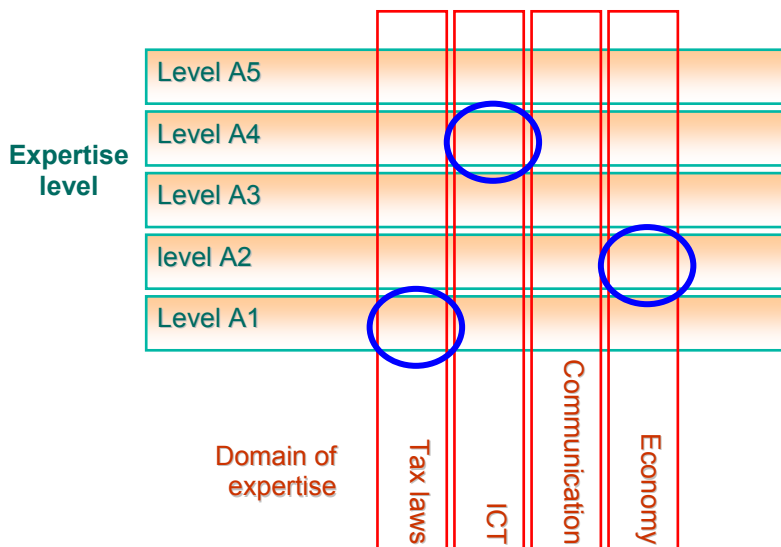 Level A5
Level A4
Expertise
level
Level A3
level A2
Level A1
Domain of
expertise
Tax laws
ICT
Communication
Economy